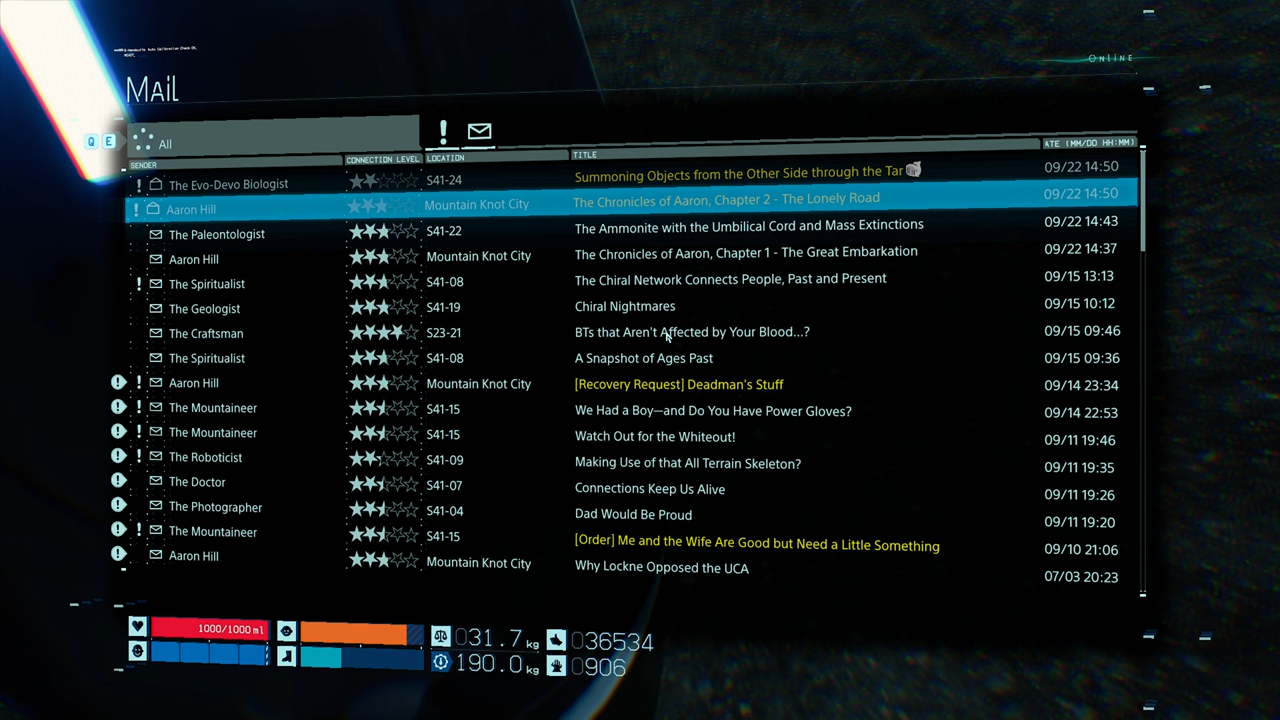 Mail
Online
Q E All
SENDER CONNECTION LEVEL LOCATION TITLE ATE (MM/DD HH:MM)
The Evo-Devo Biologist S41-24 Summoning Objects from the Other Side through the Tar 09/22 14:50
Aaron Hill Mountain Knot City The Chronicles of Aaron, Chapter 2 - The Lonely Road 09/22 14:50
The Paleontologist S41-22 The Ammonite with the Umbilical Cord and Mass Extinctions 09/22 14:43
Aaron Hill Mountain Knot City The Chronicles of Aaron, Chapter 1 - The Great Embarkation 09/22 14:37
The Spiritualist S41-08 The Chiral Network Connects People, Past and Present 09/15 13:13
The Geologist S41-19 Chiral Nightmares 09/15 10:12
The Craftsman S23-21 BTs that Aren't Affected by Your Blood...? 09/15 09:46
The Spiritualist S41-08 A Snapshot of Ages Past 09/15 09:36
Aaron Hill Mountain Knot City [Recovery Request] Deadman's Stuff 09/14 23:34
The Mountaineer S41-15 We Had a Boy—and Do You Have Power Gloves? 09/14 22:53
The Mountaineer S41-15 Watch Out for the Whiteout! 09/11 19:46
The Roboticist S41-09 Making Use of that All Terrain Skeleton? 09/11 19:35
The Doctor S41-07 Connections Keep Us Alive 09/11 19:26
The Photographer S41-04 Dad Would Be Proud 09/11 19:20
The Mountaineer S41-15 [Order] Me and the Wife Are Good but Need a Little Something 09/10 21:06
Aaron Hill Mountain Knot City Why Lockne Opposed the UCA 07/03 20:23
1000/1000 ml 031.7 kg 036534
190.0 kg 0906